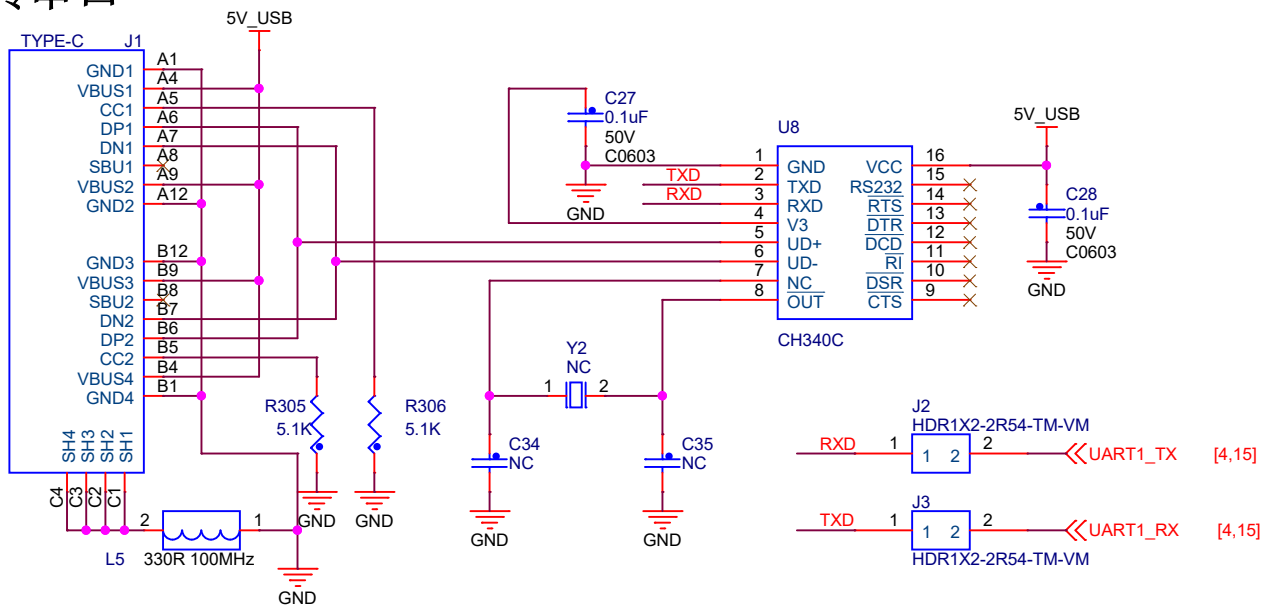 串口
5V_USB
TYPE-C J1
GND1 A1
VBUS1 A4
CC1 A5
DP1 A6
DN1 A7
SBU1 A8
VBUS2 A9
GND2 A12
GND3 B12
VBUS3 B9
SBU2 B8
DN2 B7
DP2 B6
CC2 B5
VBUS4 B4
GND4 B1
SH4 SH3 SH2 SH1
C4 C3 C2 C1
2 1
L5 330R 100MHz
GND
R305
5.1K
GND
R306
5.1K
GND
C27
0.1uF
50V
C0603
GND
U8
1 GND VCC 16
TXD 2 TXD RS232 15
RXD 3 RXD RTS 14
4 V3 DTR 13
5 UD+ DCD 12
6 UD- RI 11
7 NC DSR 10
8 OUT CTS 9
CH340C
5V_USB
C28
0.1uF
50V
C0603
GND
Y2
NC
1 2
C34
NC
GND
C35
NC
GND
J2
HDR1X2-2R54-TM-VM
RXD 1 1 2 2 UART1_TX [4,15]
J3
TXD 1 1 2 2 UART1_RX [4,15]
HDR1X2-2R54-TM-VM